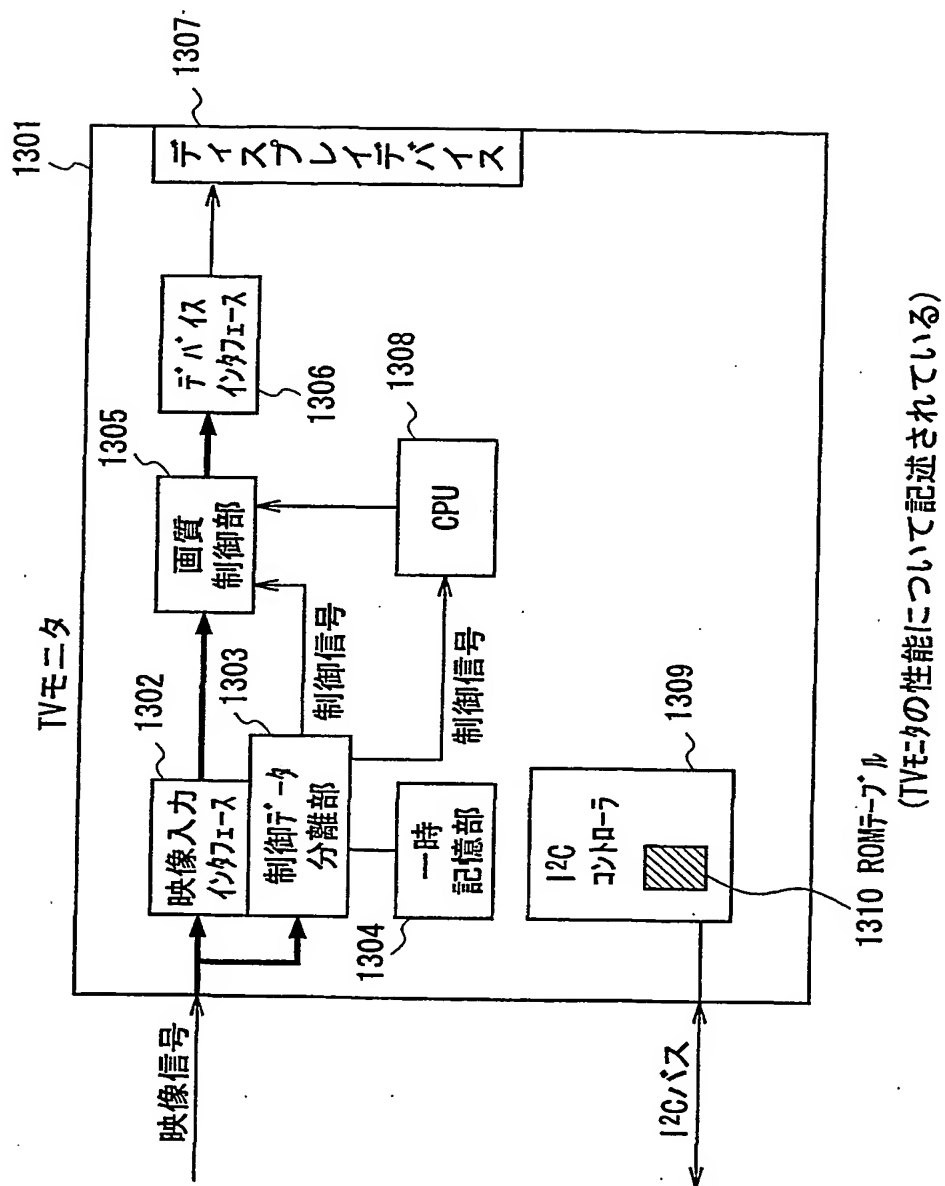 TVモニタ
1301
映像信号
映像入力
インタフェース
1302
制御データ
分離部
1303
一時
記憶部
1304
制御信号
制御信号
画質
制御部
1305
デバイス
インタフェース
1306
ディスプレイデバイス
1307
CPU
1308
I²Cバス
I²C
コントローラ
1309
1310 ROMテーブル
(TVモニタの性能について記述されている)